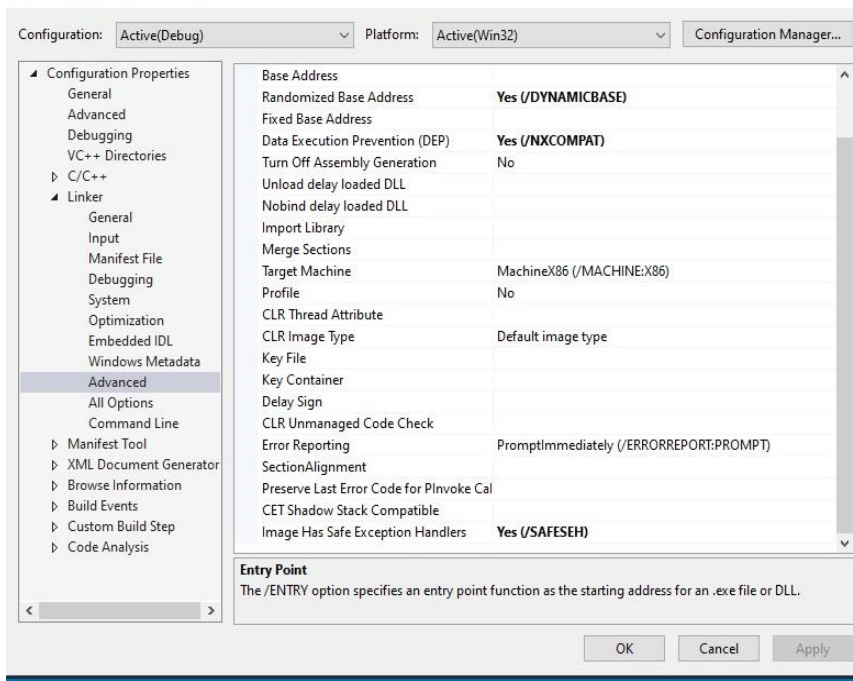 Configuration: Active(Debug) Platform: Active(Win32) Configuration Manager...
Configuration Properties
General
Advanced
Debugging
VC++ Directories
C/C++
Linker
General
Input
Manifest File
Debugging
System
Optimization
Embedded IDL
Windows Metadata
Advanced
All Options
Command Line
Manifest Tool
XML Document Generator
Browse Information
Build Events
Custom Build Step
Code Analysis
Base Address
Randomized Base Address Yes (/DYNAMICBASE)
Fixed Base Address
Data Execution Prevention (DEP) Yes (/NXCOMPAT)
Turn Off Assembly Generation No
Unload delay loaded DLL
Nobind delay loaded DLL
Import Library
Merge Sections
Target Machine MachineX86 (/MACHINE:X86)
Profile No
CLR Thread Attribute
CLR Image Type Default image type
Key File
Key Container
Delay Sign
CLR Unmanaged Code Check
Error Reporting PromptImmediately (/ERRORREPORT:PROMPT)
SectionAlignment
Preserve Last Error Code for PInvoke Cal
CET Shadow Stack Compatible
Image Has Safe Exception Handlers Yes (/SAFESEH)
Entry Point
The /ENTRY option specifies an entry point function as the starting address for an .exe file or DLL.
OK Cancel Apply